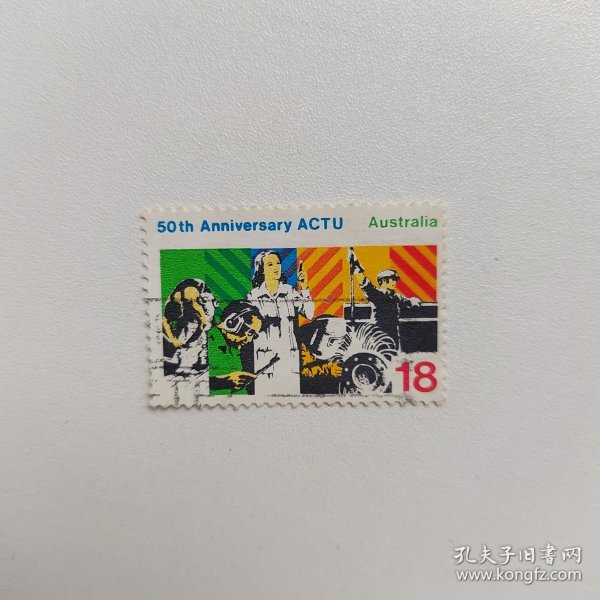 50th Anniversary ACTU Australia
18
孔夫子旧书网
www.kongfz.com